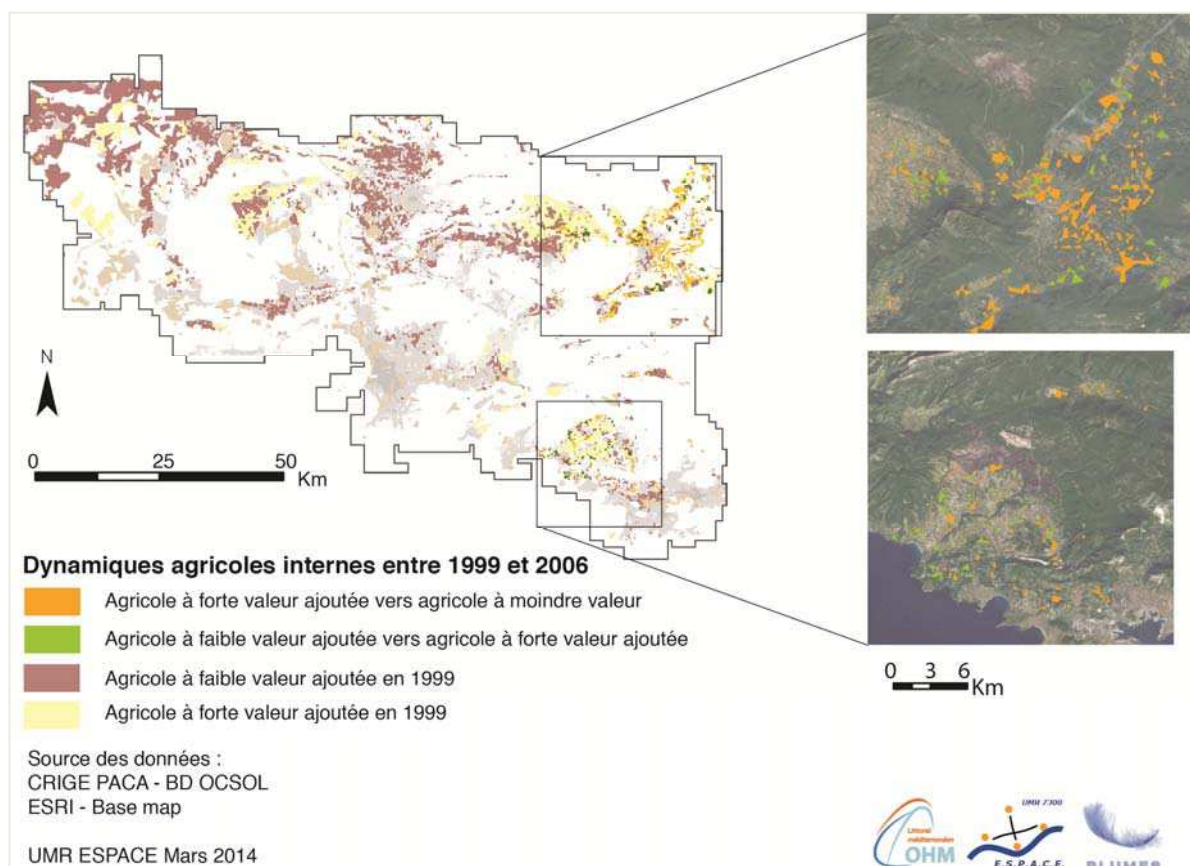 N
0 25 50
Km
Dynamiques agricoles internes entre 1999 et 2006
Agricole à forte valeur ajoutée vers agricole à moindre valeur
Agricole à faible valeur ajoutée vers agricole à forte valeur ajoutée
Agricole à faible valeur ajoutée en 1999
Agricole à forte valeur ajoutée en 1999
Source des données :
CRIGE PACA - BD OCSOL
ESRI - Base map
UMR ESPACE Mars 2014
0 3 6
Km
Littoral
méditerranéen
OHM
UMR 7300
E.S.P.A.C.E.
PLUMES